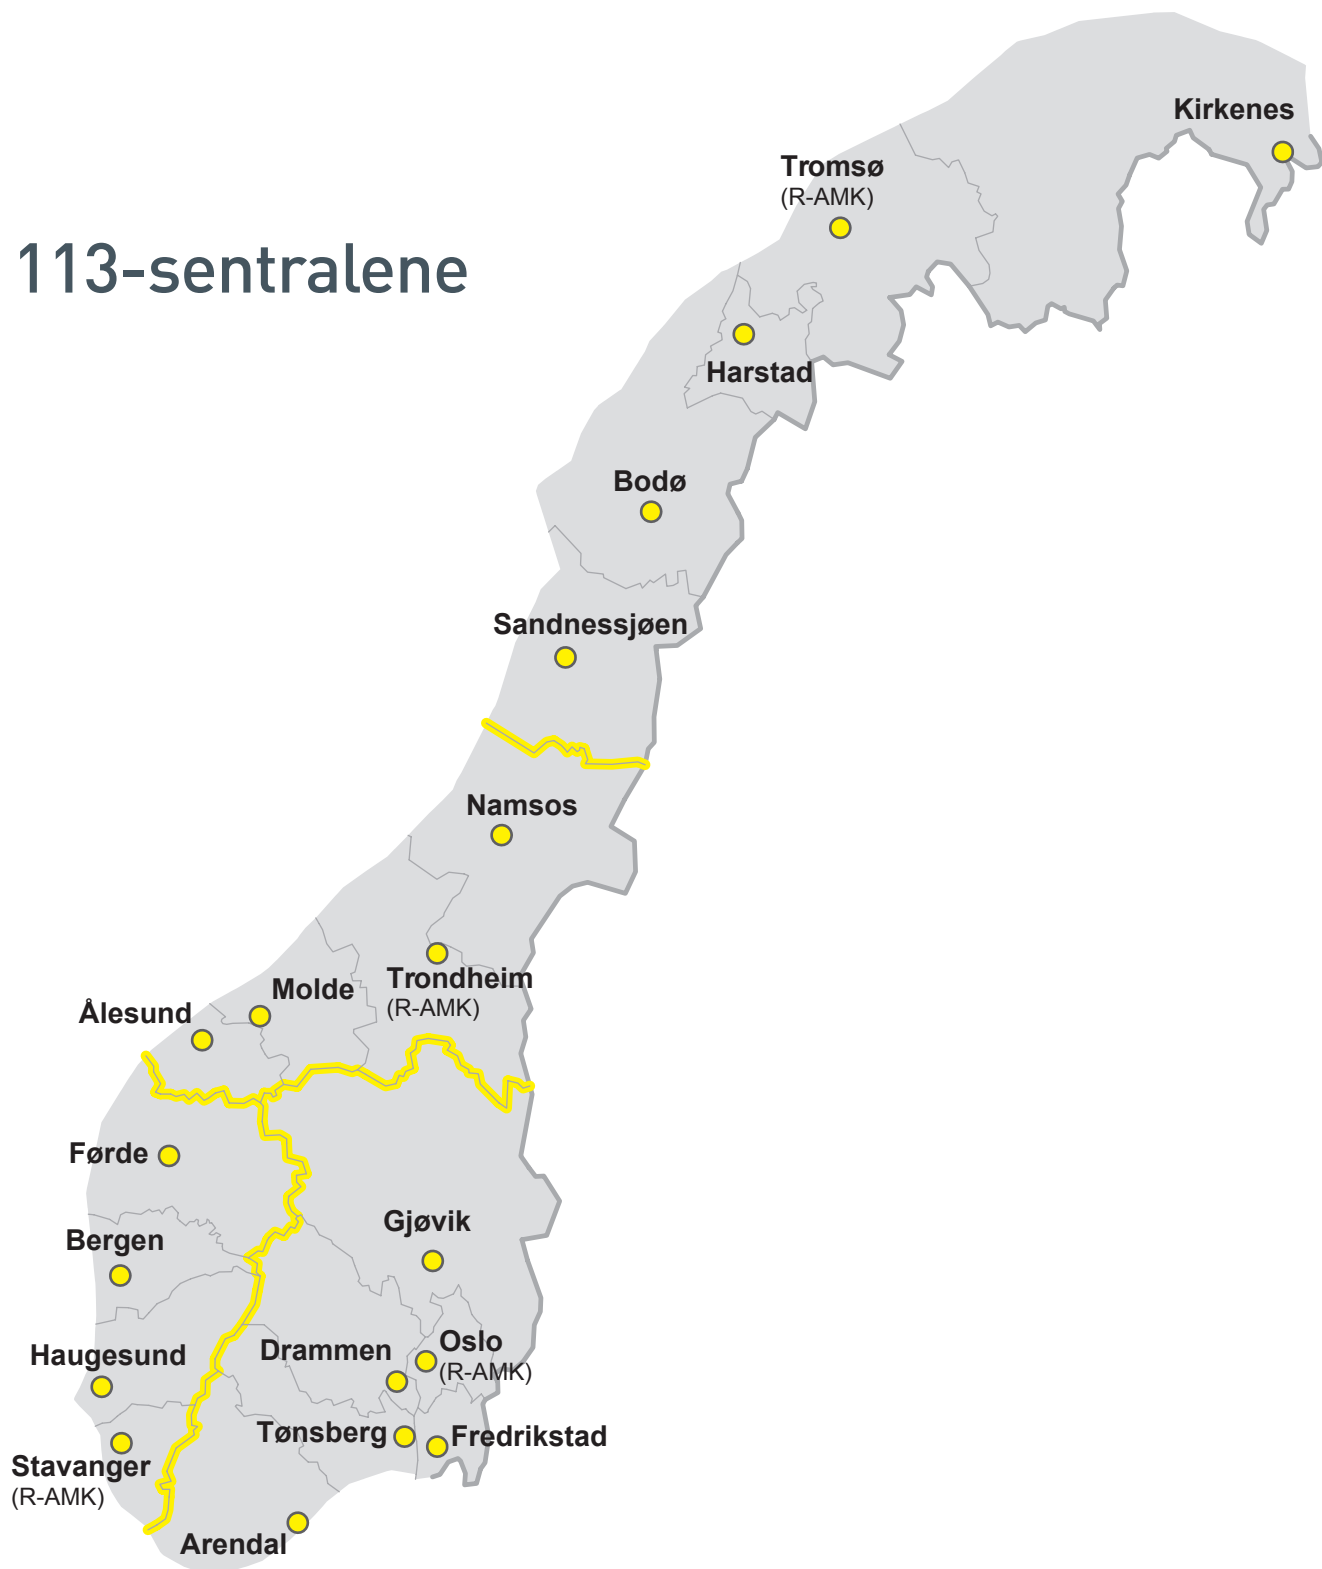 Kirkenes
Tromsø
(R-AMK)
113-sentralene
Harstad
Bodø
Sandnessjøen
Namsos
Trondheim
(R-AMK)
Molde
Ålesund
Førde
Gjøvik
Bergen
Oslo
(R-AMK)
Drammen
Haugesund
Tønsberg
Fredrikstad
Stavanger
(R-AMK)
Arendal